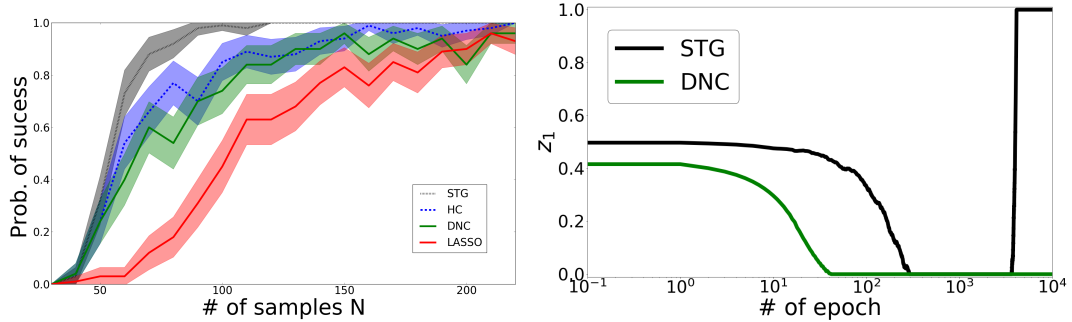 1.0
0.8
0.6
0.4
0.2
0.0
Prob. of sucess
50
100
150
200
# of samples N
STG
HC
DNC
LASSO
1.0
0.8
0.6
0.4
0.2
0.0
z1
10⁻¹
10⁰
10¹
10²
10³
10⁴
# of epoch
STG
DNC